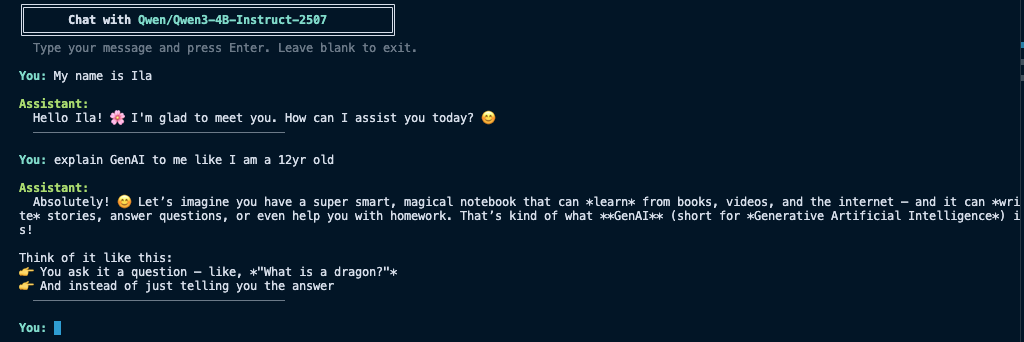 Chat with Qwen/Qwen3-4B-Instruct-2507
Type your message and press Enter. Leave blank to exit.
You: My name is Ila
Assistant:
Hello Ila! 🌸 I'm glad to meet you. How can I assist you today? 😊
You: explain GenAI to me like I am a 12yr old
Assistant:
Absolutely! 😊 Let’s imagine you have a super smart, magical notebook that can *learn* from books, videos, and the internet — and it can *wri
te* stories, answer questions, or even help you with homework. That’s kind of what **GenAI** (short for *Generative Artificial Intelligence*) i
s!
Think of it like this:
👉 You ask it a question — like, *"What is a dragon?"*
👉 And instead of just telling you the answer
You: